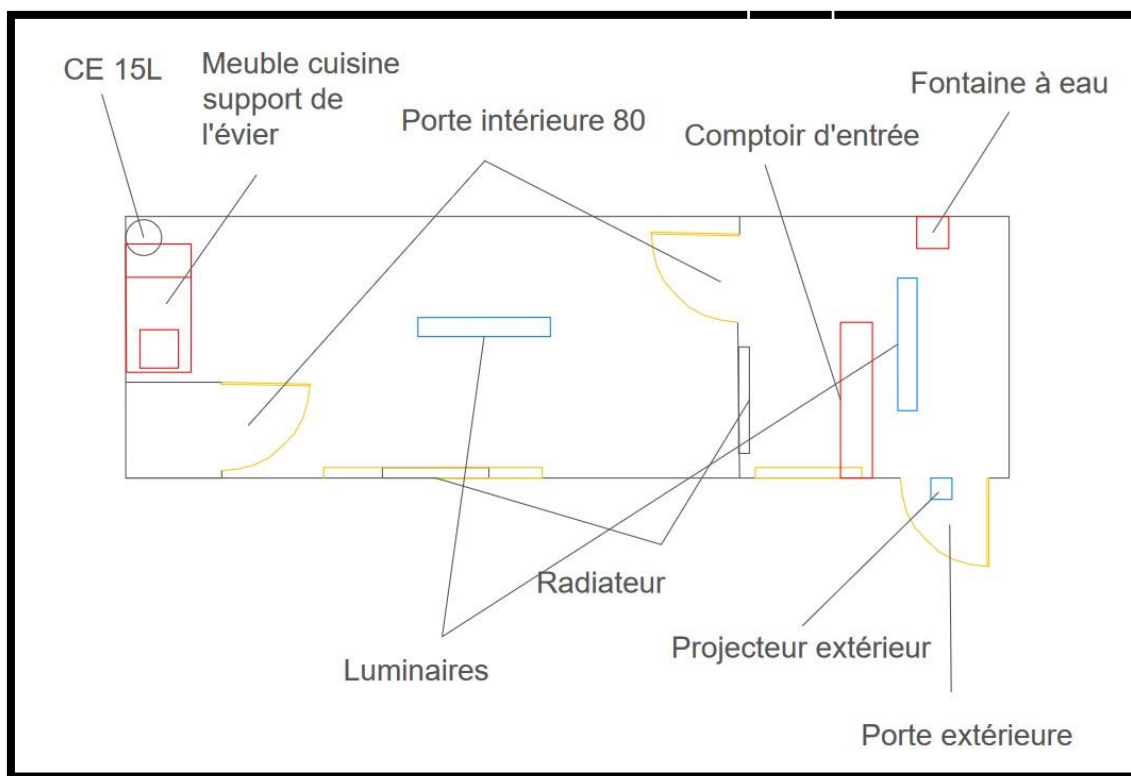 CE 15L
Meuble cuisine
support de
l'évier
Porte intérieure 80
Comptoir d'entrée
Fontaine à eau
Radiateur
Luminaires
Projecteur extérieur
Porte extérieure